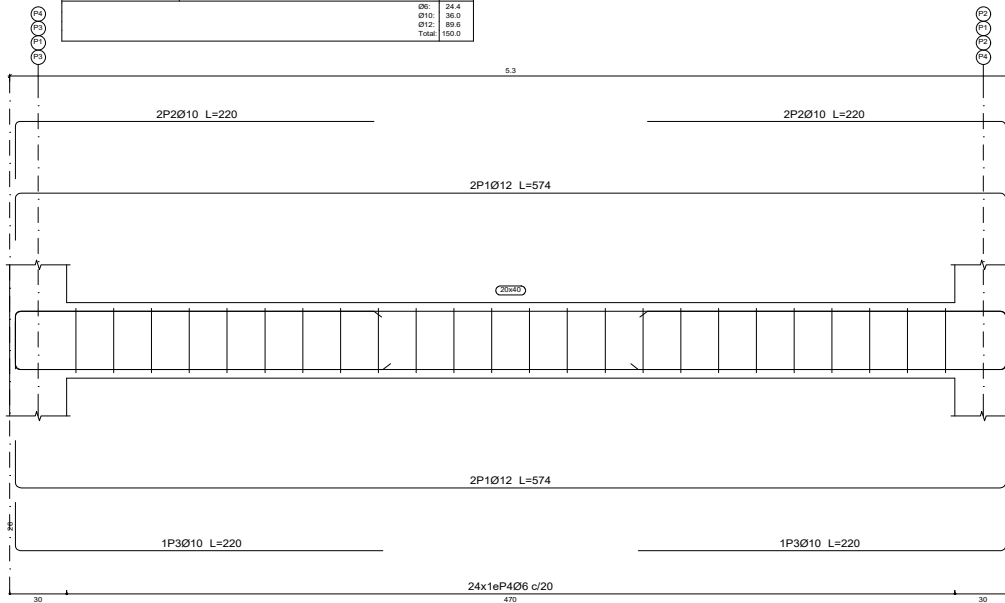 Ø6: 24.4
Ø10: 36.0
Ø12: 89.6
Total: 150.0
P4
P3
P1
P3
P2
P1
P2
P4
5.3
2P2Ø10 L=220
2P2Ø10 L=220
2P1Ø12 L=574
20x40
2P1Ø12 L=574
1P3Ø10 L=220
1P3Ø10 L=220
24x1eP4Ø6 c/20
30
470
30